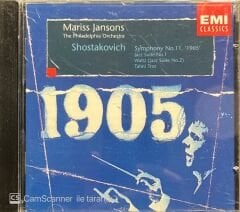 Mariss Jansons
The Philadelphia Orchestra
Shostakovich
Symphony No.11, '1905'
Jazz Suite No.1
Waltz (Jazz Suite No.2)
Tahiti Trot
EMI
CLASSICS
1905
CS CamScanner ile tarandı